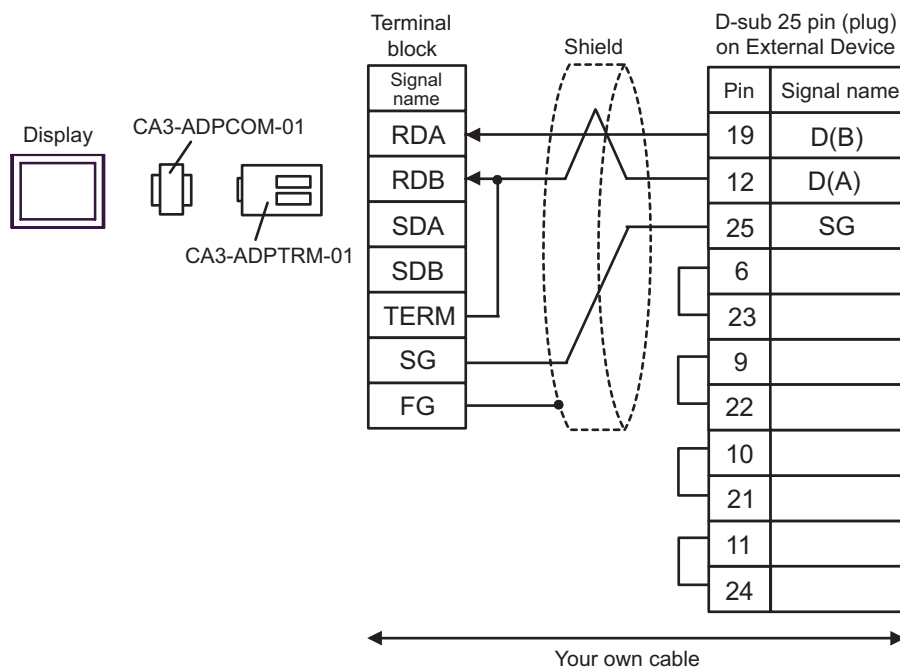 Terminal
block
Shield
D-sub 25 pin (plug)
on External Device
Display
CA3-ADPCOM-01
CA3-ADPTRM-01
Signal
name
RDA
RDB
SDA
SDB
TERM
SG
FG
Pin Signal name
19 D(B)
12 D(A)
25 SG
6
23
9
22
10
21
11
24
Your own cable